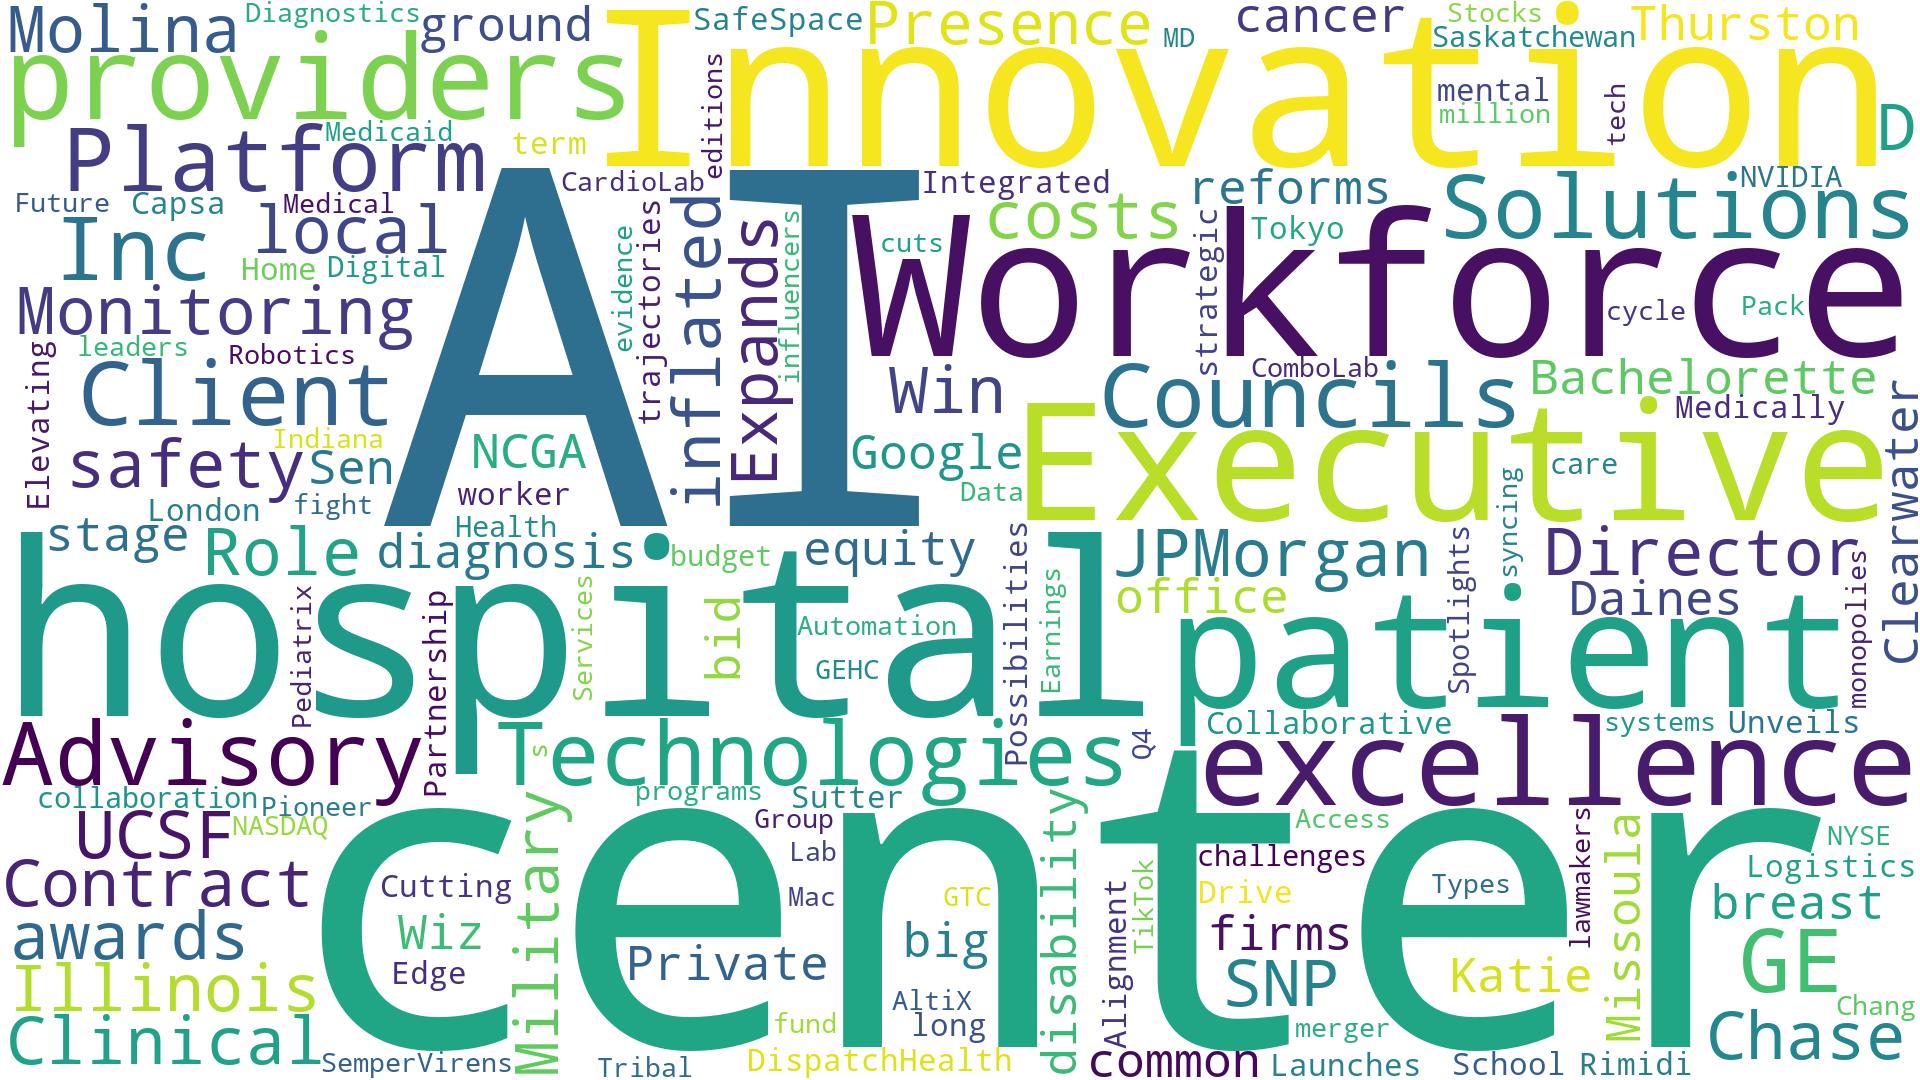 Molina
Diagnostics
ground
SafeSpace
Presence
MD
cancer
Stocks
Saskatchewan
Thurston
providers
Innovation
editions
mental
million
tech
D
Platform
Medicaid
term
AI
CardioLab
Integrated
reforms
Solutions
NVIDIA
Future
Capsa
Medical
Inc
local
Home
Digital
evidence
trajectories
inflated
Expands
influencers
cuts
costs
strategic
Tokyo
Workforce
cycle
Pack
Monitoring
leaders
Robotics
Elevating
Client
Win
ComboLab
Councils
Bachelorette
Medically
Clearwater
Indiana
safety
Sen
NCGA
Google
Executive
care
syncing
London
fight
worker
Data
stage
Role
Health
diagnosis
budget
equity
Possibilities
JPMorgan
Director
hospital
Pediatrix
Partnership
Services
bid
Automation
GEHC
Earnings
office
patient
Spotlights
Daines
monopolies
Advisory
Technologies
s
Q4
Collaborative
systems
Unveils
excellence
collaboration
Pioneer
programs
Sutter
UCSF
NASDAQ
Military
center
Group
disability
Access
lawmakers
Missoula
NYSE
Contract
Cutting
Lab
challenges
Logistics
Mac
GTC
Alignment
TikTok
Drive
Types
breast
awards
Wiz
Edge
Private
big
firms
GE
Illinois
AltiX
SNP
Katie
Chang
Clinical
fund
long
merger
Chase
SemperVirens
Tribal
DispatchHealth
common
Launches
School
Rimidi